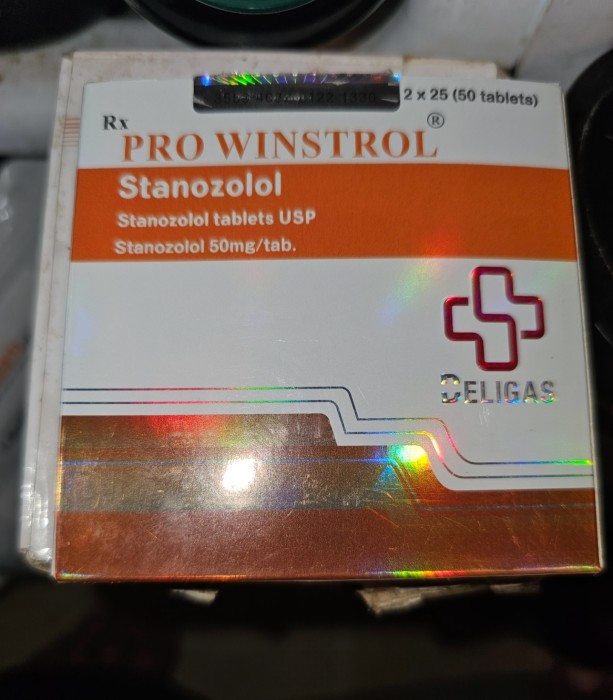 2 x 25 (50 tablets)
Rx
PRO WINSTROL®
Stanozolol
Stanozolol tablets USP
Stanozolol 50mg/tab.
DELIGAS